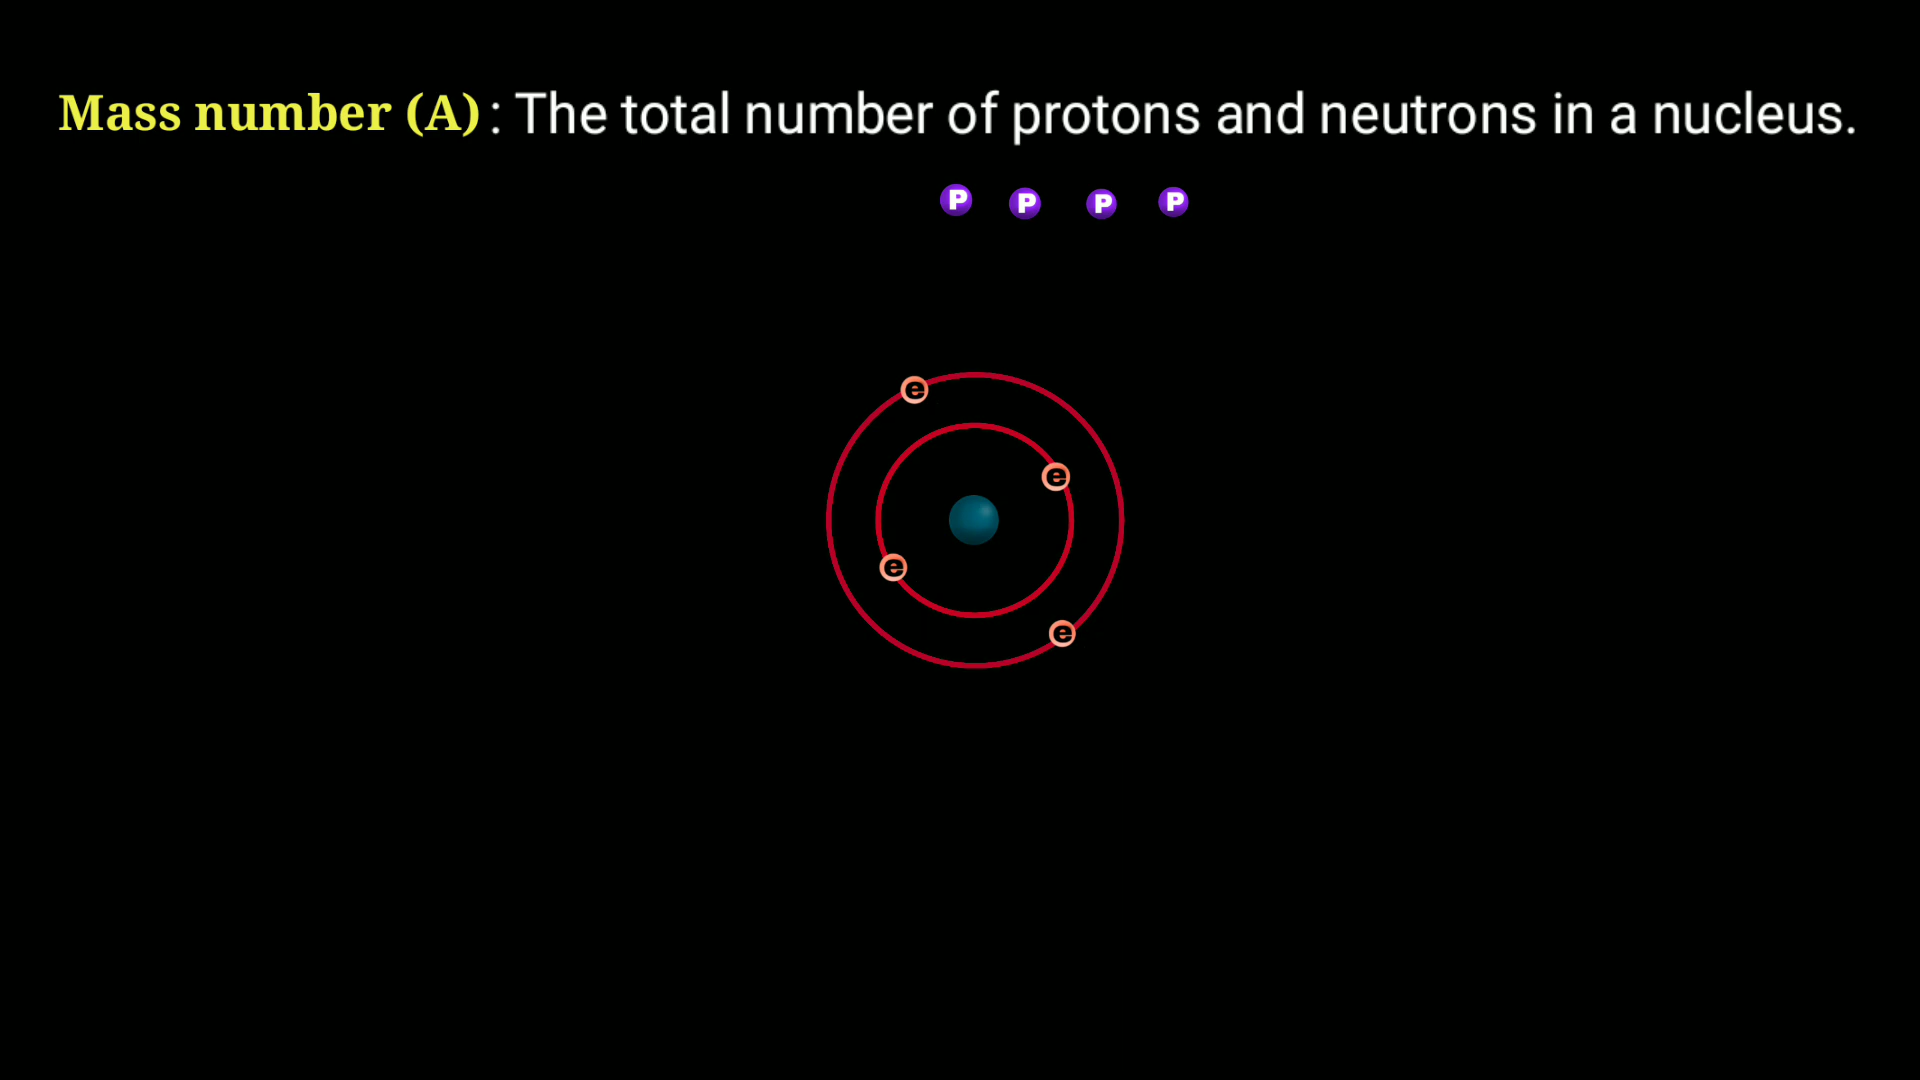 Mass number (A) : The total number of protons and neutrons in a nucleus.
P P P P
e
e
e
e